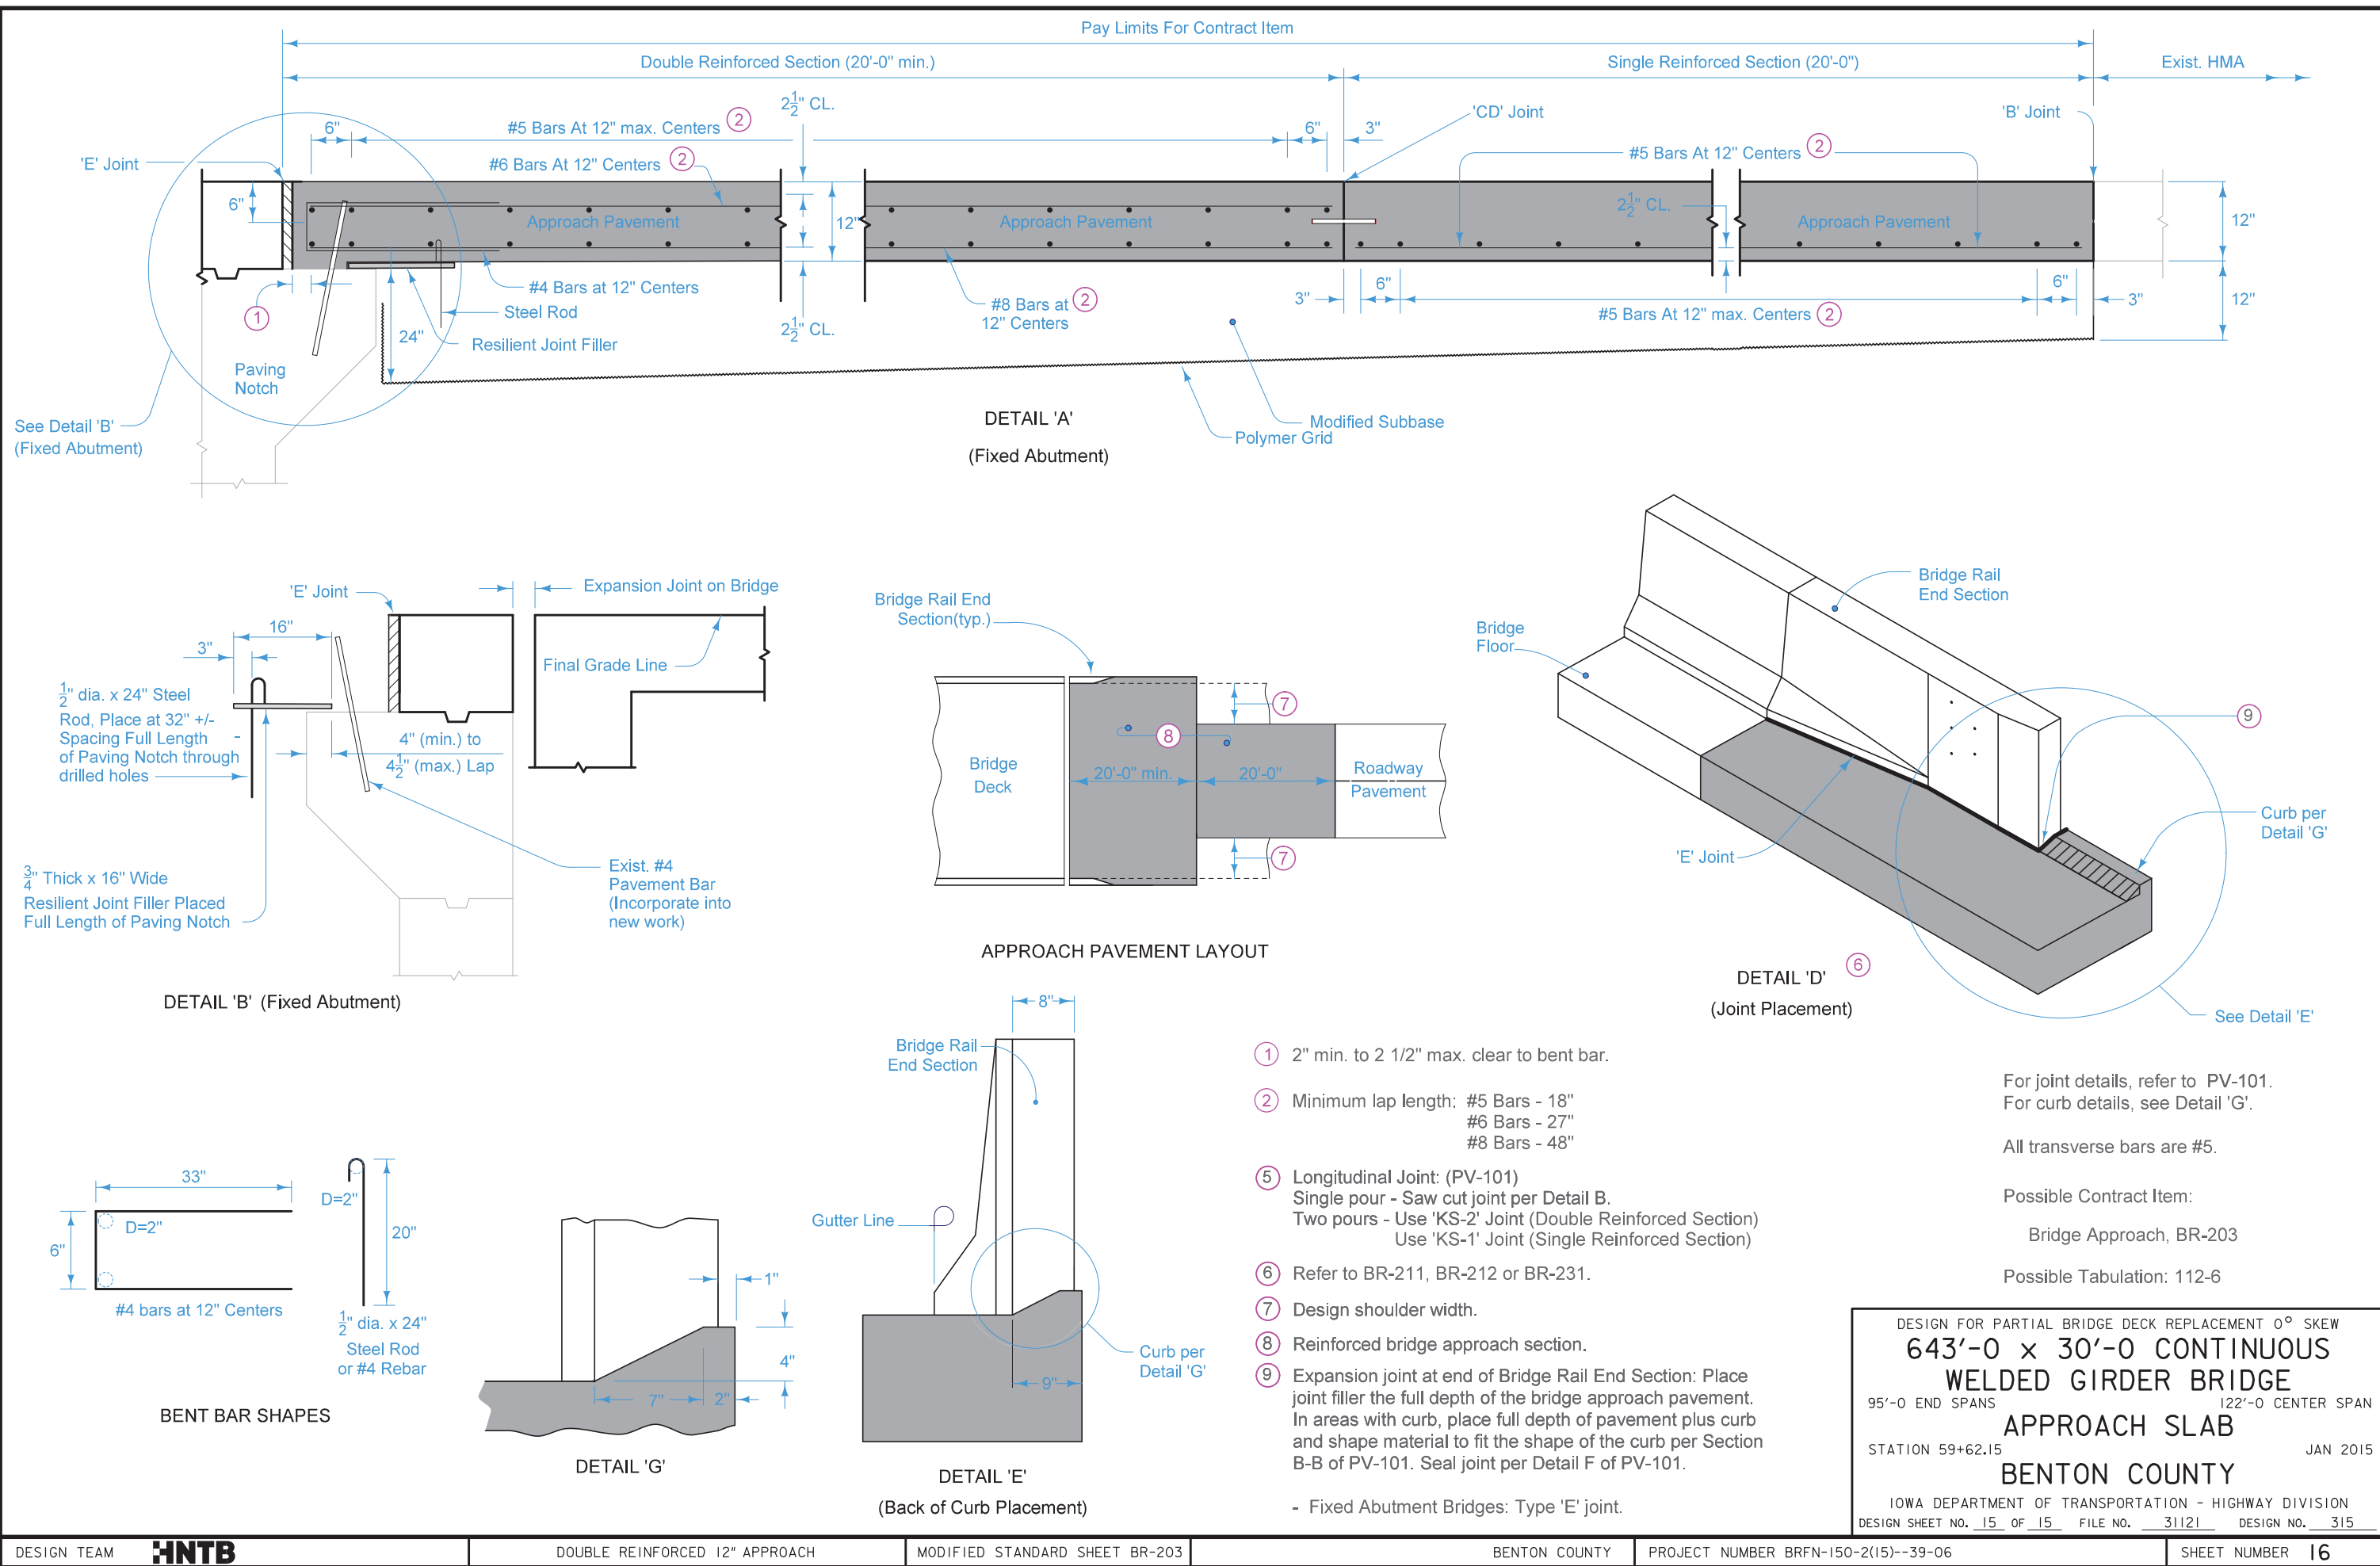 Pay Limits For Contract Item
Double Reinforced Section (20'-0" min.)
Single Reinforced Section (20'-0")
Exist. HMA
2 1/2" CL.
6"
#5 Bars At 12" max. Centers 2
6"
3"
'CD' Joint
'B' Joint
'E' Joint
#6 Bars At 12" Centers 2
#5 Bars At 12" Centers 2
6"
Approach Pavement
12"
Approach Pavement
2 1/2" CL.
Approach Pavement
12"
#4 Bars at 12" Centers
Steel Rod
Resilient Joint Filler
1
24"
2 1/2" CL.
#8 Bars at 2
12" Centers
3"
6"
#5 Bars At 12" max. Centers 2
6"
3"
12"
Paving
Notch
See Detail 'B'
(Fixed Abutment)
DETAIL 'A'
(Fixed Abutment)
Modified Subbase
Polymer Grid
'E' Joint
Expansion Joint on Bridge
16"
3"
Final Grade Line
1/2" dia. x 24" Steel
Rod, Place at 32" +/-
Spacing Full Length -
of Paving Notch through
drilled holes
4" (min.) to
4 1/2" (max.) Lap
3/4" Thick x 16" Wide
Resilient Joint Filler Placed
Full Length of Paving Notch
Exist. #4
Pavement Bar
(Incorporate into
new work)
DETAIL 'B' (Fixed Abutment)
Bridge Rail End
Section(typ.)
7
8
Bridge
Deck
20'-0" min.
20'-0"
Roadway
Pavement
7
APPROACH PAVEMENT LAYOUT
Bridge Rail
End Section
Bridge
Floor
9
Curb per
Detail 'G'
'E' Joint
DETAIL 'D' 6
(Joint Placement)
See Detail 'E'
33"
D=2"
6"
#4 bars at 12" Centers
D=2"
20"
1/2" dia. x 24"
Steel Rod
or #4 Rebar
BENT BAR SHAPES
1"
4"
7"
2"
DETAIL 'G'
8"
Bridge Rail
End Section
Gutter Line
Curb per
Detail 'G'
9"
DETAIL 'E'
(Back of Curb Placement)
1 2" min. to 2 1/2" max. clear to bent bar.
2 Minimum lap length: #5 Bars - 18"
#6 Bars - 27"
#8 Bars - 48"
5 Longitudinal Joint: (PV-101)
Single pour - Saw cut joint per Detail B.
Two pours - Use 'KS-2' Joint (Double Reinforced Section)
Use 'KS-1' Joint (Single Reinforced Section)
6 Refer to BR-211, BR-212 or BR-231.
7 Design shoulder width.
8 Reinforced bridge approach section.
9 Expansion joint at end of Bridge Rail End Section: Place
joint filler the full depth of the bridge approach pavement.
In areas with curb, place full depth of pavement plus curb
and shape material to fit the shape of the curb per Section
B-B of PV-101. Seal joint per Detail F of PV-101.
- Fixed Abutment Bridges: Type 'E' joint.
For joint details, refer to PV-101.
For curb details, see Detail 'G'.
All transverse bars are #5.
Possible Contract Item:
Bridge Approach, BR-203
Possible Tabulation: 112-6
DESIGN FOR PARTIAL BRIDGE DECK REPLACEMENT 0° SKEW
643'-0 x 30'-0 CONTINUOUS
WELDED GIRDER BRIDGE
95'-0 END SPANS 122'-0 CENTER SPAN
APPROACH SLAB
STATION 59+62.15 JAN 2015
BENTON COUNTY
IOWA DEPARTMENT OF TRANSPORTATION - HIGHWAY DIVISION
DESIGN SHEET NO. 15 OF 15 FILE NO. 31121 DESIGN NO. 315
DESIGN TEAM HNTB DOUBLE REINFORCED 12" APPROACH MODIFIED STANDARD SHEET BR-203 BENTON COUNTY PROJECT NUMBER BRFN-150-2(15)--39-06 SHEET NUMBER 16